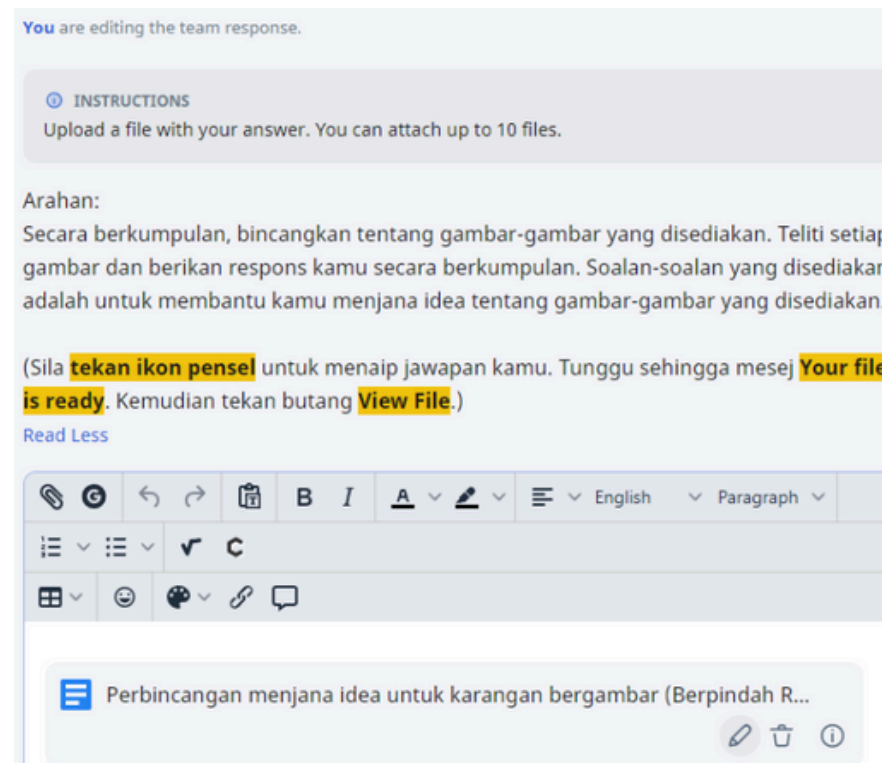 You are editing the team response.
INSTRUCTIONS
Upload a file with your answer. You can attach up to 10 files.
Arahan:
Secara berkumpulan, bincangkan tentang gambar-gambar yang disediakan. Teliti setiap
gambar dan berikan respons kamu secara berkumpulan. Soalan-soalan yang disediakan
adalah untuk membantu kamu menjana idea tentang gambar-gambar yang disediakan.
(Sila tekan ikon pensel untuk menaip jawapan kamu. Tunggu sehingga mesej Your file
is ready. Kemudian tekan butang View File.)
Read Less
B I A English Paragraph
Perbincangan menjana idea untuk karangan bergambar (Berpindah R...